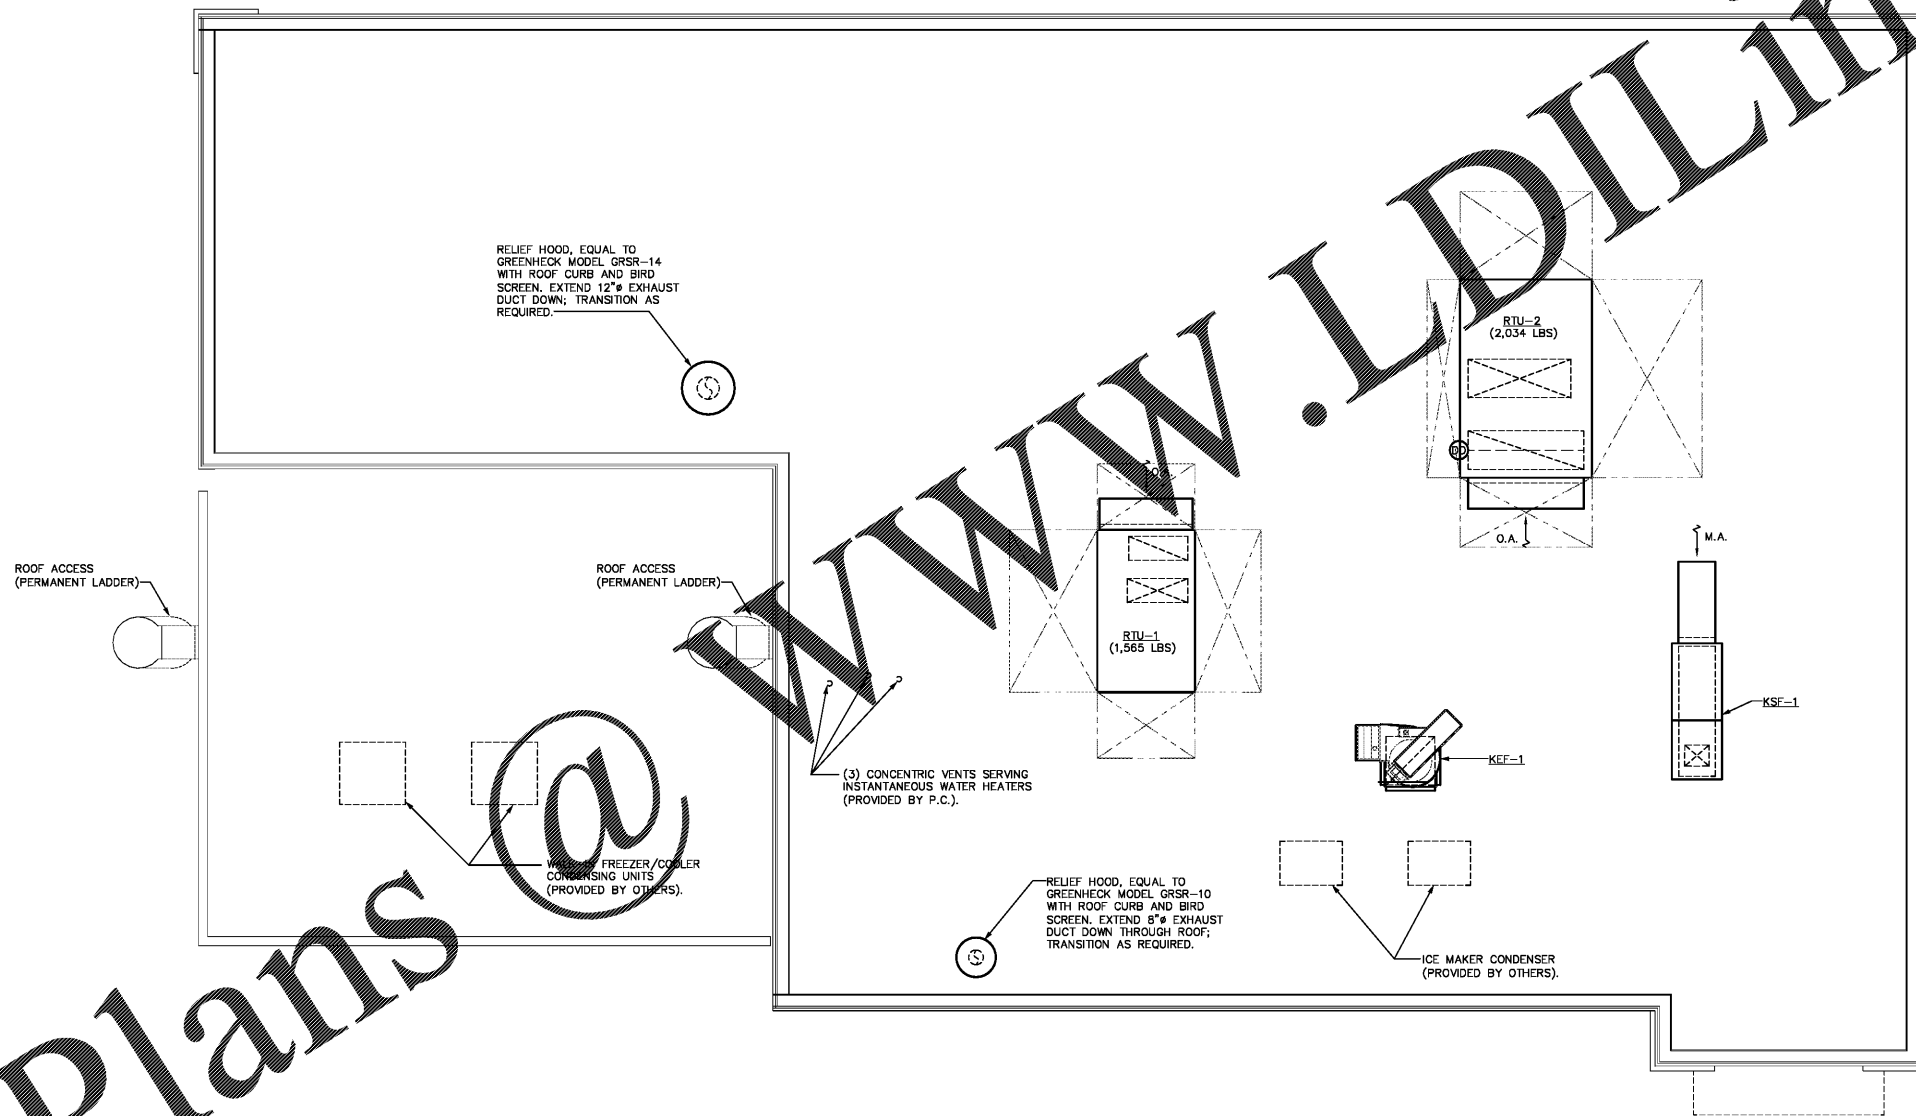 RELIEF HOOD, EQUAL TO
GREENHECK MODEL GRSR-14
WITH ROOF CURB AND BIRD
SCREEN. EXTEND 12"ø EXHAUST
DUCT DOWN; TRANSITION AS
REQUIRED.
RTU-2
(2,034 LBS)
DD
O.A.
O.A.
M.A.
ROOF ACCESS
(PERMANENT LADDER)
ROOF ACCESS
(PERMANENT LADDER)
RTU-1
(1,565 LBS)
KSF-1
KEF-1
(3) CONCENTRIC VENTS SERVING
INSTANTANEOUS WATER HEATERS
(PROVIDED BY P.C.).
WALK-IN FREEZER/COOLER
CONDENSING UNITS
(PROVIDED BY OTHERS).
RELIEF HOOD, EQUAL TO
GREENHECK MODEL GRSR-10
WITH ROOF CURB AND BIRD
SCREEN. EXTEND 8"ø EXHAUST
DUCT DOWN THROUGH ROOF;
TRANSITION AS REQUIRED.
ICE MAKER CONDENSER
(PROVIDED BY OTHERS).
Plans @ www.LDILin